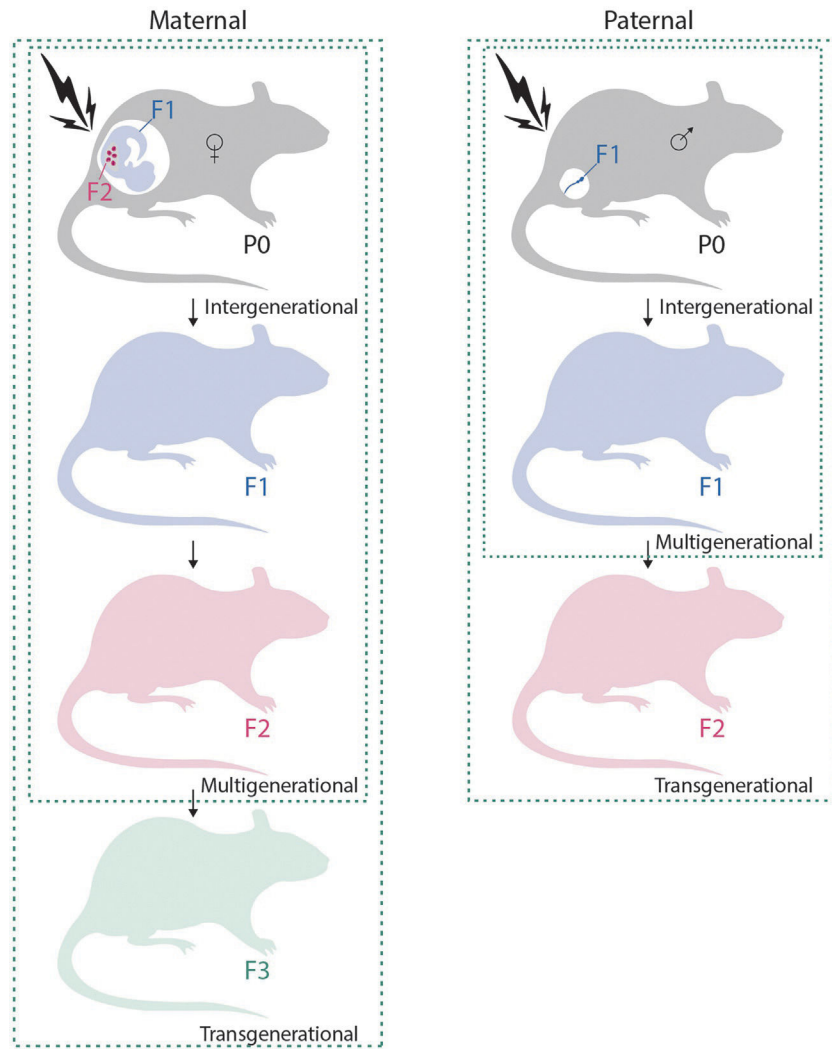 Maternal
F1
♀
F2
P0
Intergenerational
F1
F2
Multigenerational
F3
Transgenerational
Paternal
F1
♂
P0
Intergenerational
F1
Multigenerational
F2
Transgenerational